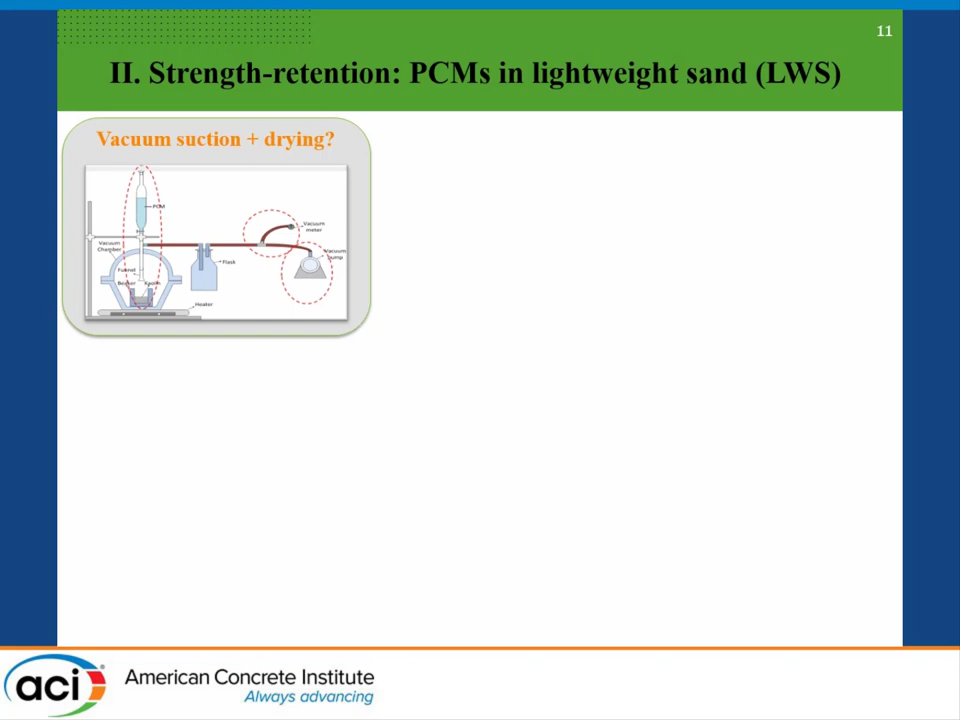 11
II. Strength-retention: PCMs in lightweight sand (LWS)
Vacuum suction + drying?
PCM
Vacuum
meter
Vacuum
Chamber
Vacuum
pump
Flask
Funnel
Beaker
Heater
aci
American Concrete Institute
Always advancing